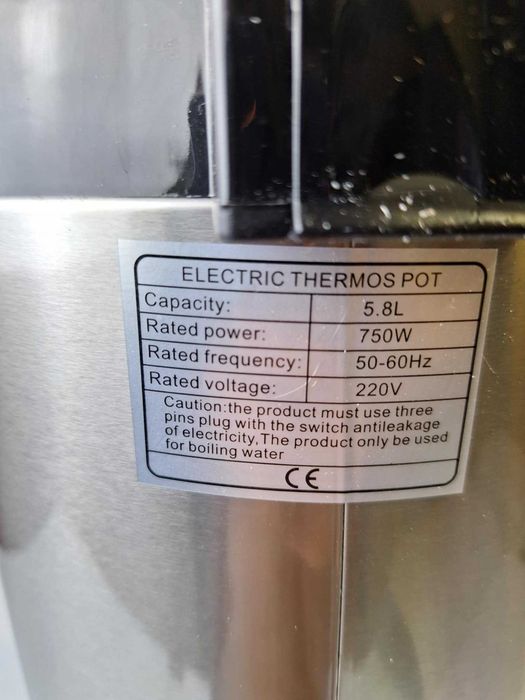 ELECTRIC THERMOS POT
Capacity: 5.8L
Rated power: 750W
Rated frequency: 50-60Hz
Rated voltage: 220V
Caution:the product must use three
pins plug with the switch antileakage
of electricity,The product only be used
for boiling water
CE